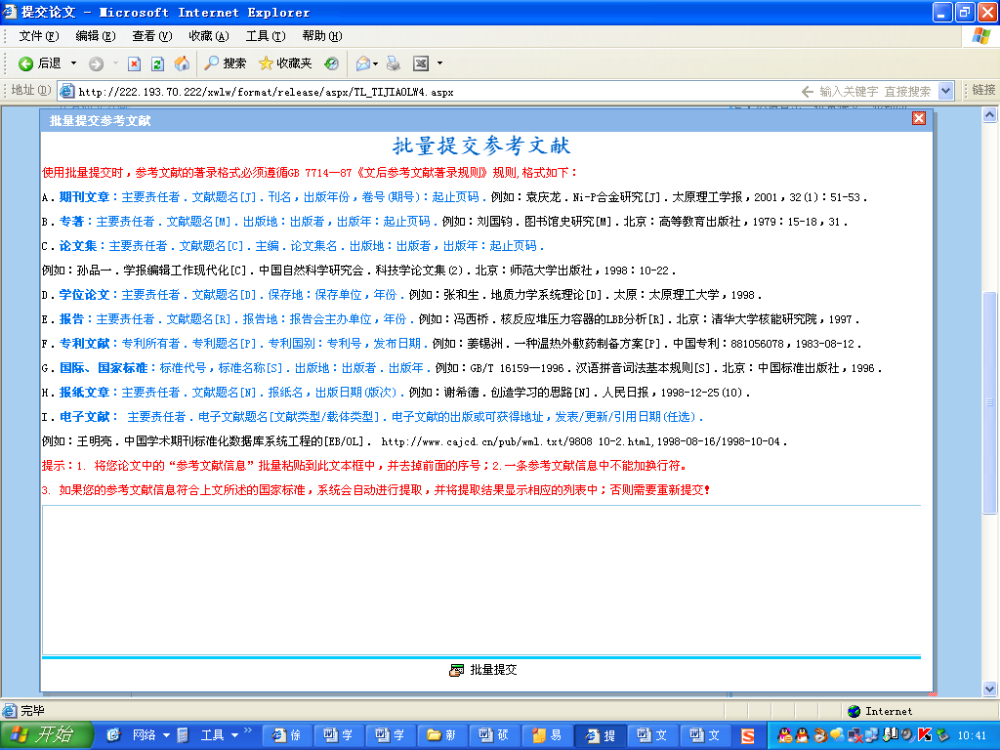 提交论文 - Microsoft Internet Explorer
文件(F) 编辑(E) 查看(V) 收藏(A) 工具(T) 帮助(H)
后退 搜索 收藏夹
地址(D) http://222.193.70.222/xwlw/format/release/aspx/TL_TIJIAOLW4.aspx 输入关键字 直接搜索 链接
批量提交参考文献
批量提交参考文献
使用批量提交时，参考文献的著录格式必须遵循GB 7714—87《文后参考文献著录规则》规则,格式如下：
A．期刊文章：主要责任者．文献题名[J]．刊名，出版年份，卷号(期号)：起止页码．例如：袁庆龙．Ni-P合金研究[J]．太原理工学报，2001，32(1)：51-53．
B．专著：主要责任者．文献题名[M]．出版地：出版者，出版年：起止页码．例如：刘国钧．图书馆史研究[M]．北京：高等教育出版社，1979：15-18，31．
C．论文集：主要责任者．文献题名[C]．主编．论文集名．出版地：出版者，出版年：起止页码．
例如：孙品一．学报编辑工作现代化[C]．中国自然科学研究会．科技学论文集(2)．北京：师范大学出版社，1998：10-22．
D．学位论文：主要责任者．文献题名[D]．保存地：保存单位，年份．例如：张和生．地质力学系统理论[D]．太原：太原理工大学，1998．
E．报告：主要责任者．文献题名[R]．报告地：报告会主办单位，年份．例如：冯西桥．核反应堆压力容器的LBB分析[R]．北京：清华大学核能研究院，1997．
F．专利文献：专利所有者．专利题名[P]．专利国别：专利号，发布日期．例如：姜锡洲．一种温热外敷药制备方案[P]．中国专利：881056078，1983-08-12．
G．国际、国家标准：标准代号，标准名称[S]．出版地：出版者．出版年．例如：GB/T 16159—1996．汉语拼音词法基本规则[S]．北京：中国标准出版社，1996．
H．报纸文章：主要责任者．文献题名[N]．报纸名，出版日期(版次)．例如：谢希德．创造学习的思路[N]．人民日报，1998-12-25(10)．
I．电子文献： 主要责任者．电子文献题名[文献类型/载体类型]．电子文献的出版或可获得地址，发表/更新/引用日期(任选)．
例如：王明亮．中国学术期刊标准化数据库系统工程的[EB/OL]． http://www.cajcd.cn/pub/wml.txt/9808 10-2.html,1998-08-16/1998-10-04．
提示：1. 将您论文中的“参考文献信息”批量粘贴到此文本框中，并去掉前面的序号；2.一条参考文献信息中不能加换行符。
3. 如果您的参考文献信息符合上文所述的国家标准，系统会自动进行提取，并将提取结果显示相应的列表中；否则需要重新提交！
批量提交
完毕 Internet
开始 网络 工具 徐 学 学 新 硕 易 提 文 文 10:41